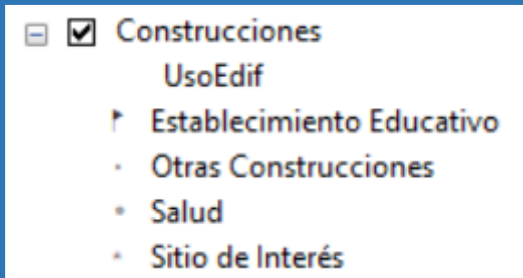 Construcciones
UsoEdif
Establecimiento Educativo
Otras Construcciones
Salud
Sitio de Interés